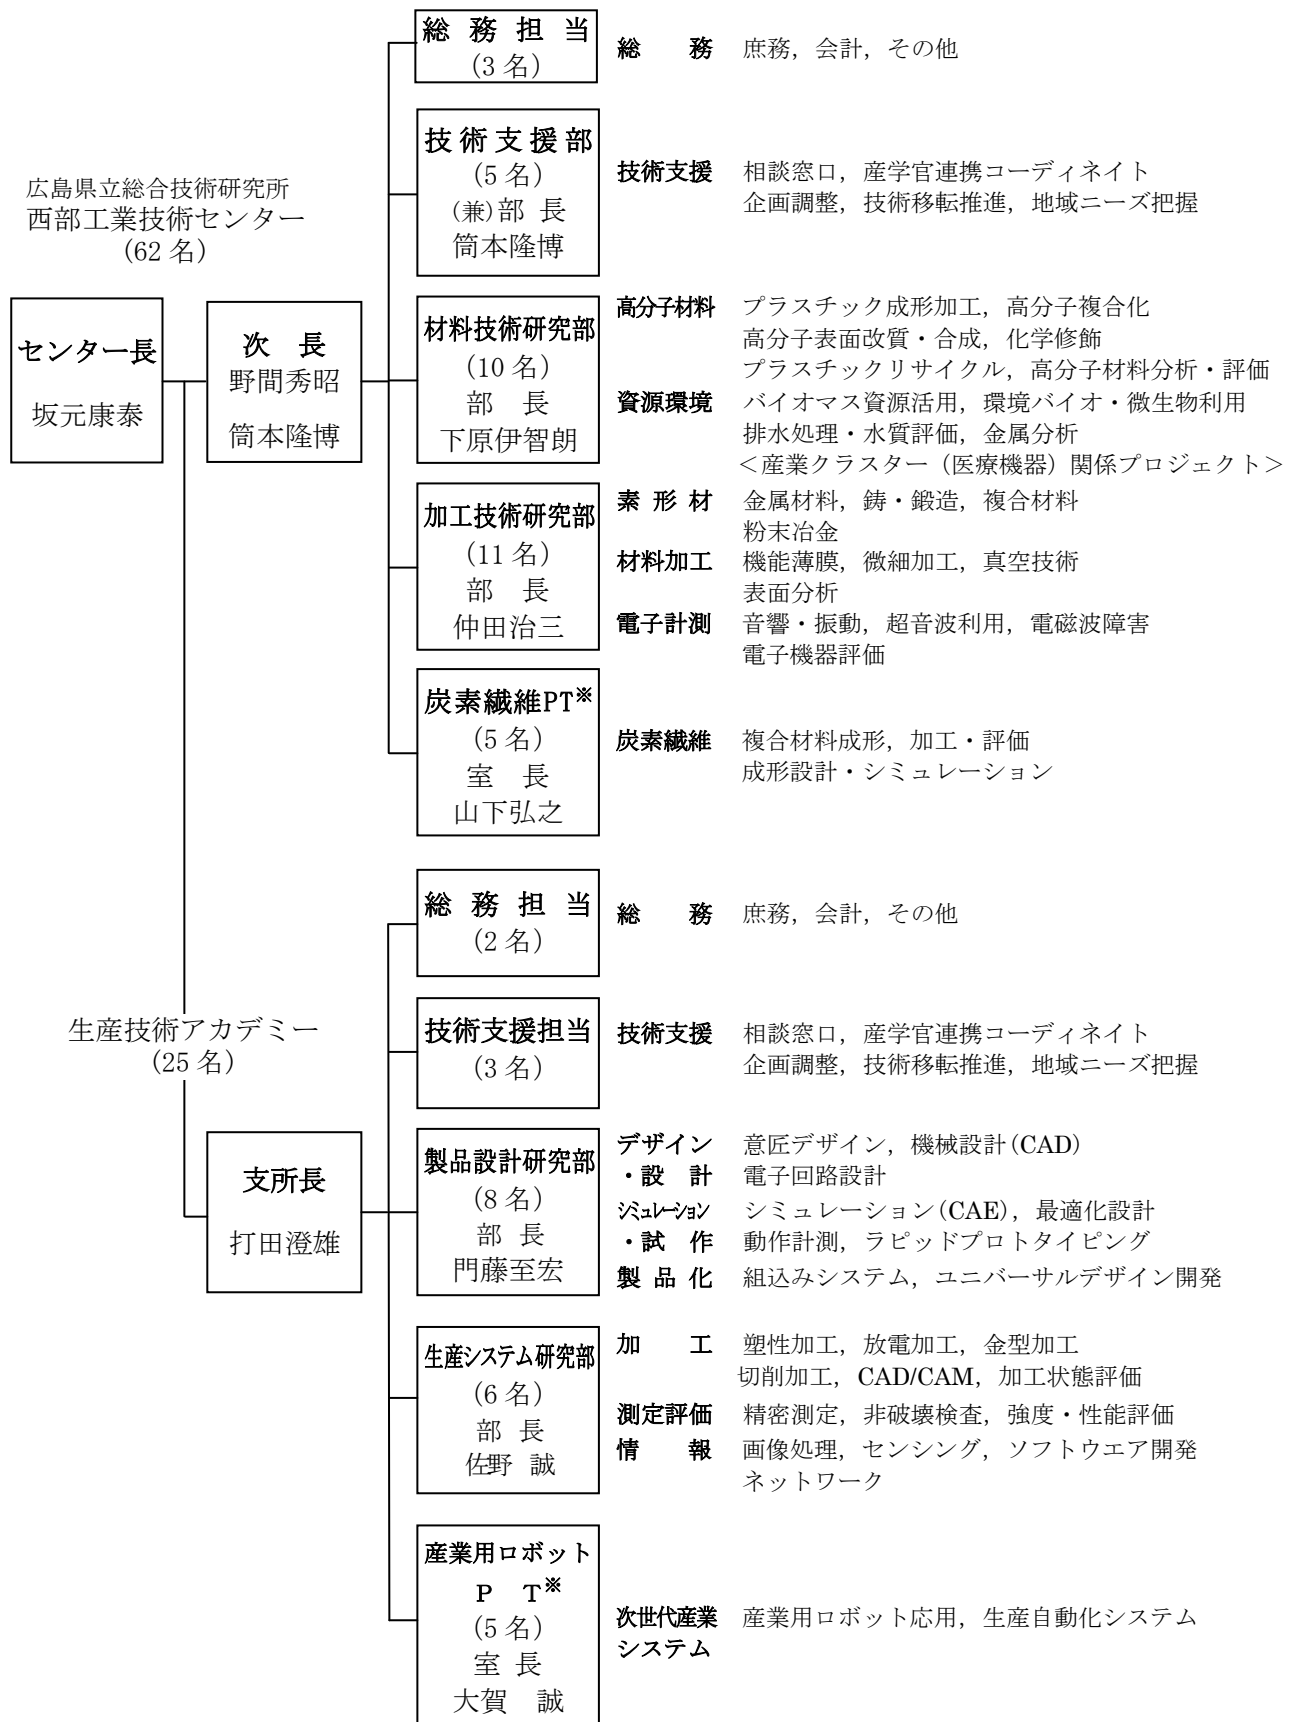 総務担当
(3名)
総　務　庶務，会計，その他
技術支援部
(5名)
(兼)部 長
筒本隆博
技術支援　相談窓口，産学官連携コーディネイト
企画調整，技術移転推進，地域ニーズ把握
広島県立総合技術研究所
西部工業技術センター
(62名)
センター長
坂元康泰
次　長
野間秀昭
筒本隆博
材料技術研究部
(10名)
部　長
下原伊智朗
高分子材料　プラスチック成形加工，高分子複合化
高分子表面改質・合成，化学修飾
プラスチックリサイクル，高分子材料分析・評価
資源環境　バイオマス資源活用，環境バイオ・微生物利用
排水処理・水質評価，金属分析
＜産業クラスター（医療機器）関係プロジェクト＞
加工技術研究部
(11名)
部　長
仲田治三
素形材　金属材料，鋳・鍛造，複合材料
粉末冶金
材料加工　機能薄膜，微細加工，真空技術
表面分析
電子計測　音響・振動，超音波利用，電磁波障害
電子機器評価
炭素繊維PT※
(5名)
室　長
山下弘之
炭素繊維　複合材料成形，加工・評価
成形設計・シミュレーション
総務担当
(2名)
総　務　庶務，会計，その他
生産技術アカデミー
(25名)
技術支援担当
(3名)
技術支援　相談窓口，産学官連携コーディネイト
企画調整，技術移転推進，地域ニーズ把握
支所長
打田澄雄
製品設計研究部
(8名)
部　長
門藤至宏
デザイン　意匠デザイン，機械設計(CAD)
・設　計　電子回路設計
シミュレーション　シミュレーション(CAE)，最適化設計
・試　作　動作計測，ラピッドプロトタイピング
製品化　組込みシステム，ユニバーサルデザイン開発
生産システム研究部
(6名)
部　長
佐野 誠
加　工　塑性加工，放電加工，金型加工
切削加工，CAD/CAM，加工状態評価
測定評価　精密測定，非破壊検査，強度・性能評価
情　報　画像処理，センシング，ソフトウエア開発
ネットワーク
産業用ロボット
P　T※
(5名)
室 長
大賀　誠
次世代産業　産業用ロボット応用，生産自動化システム
システム